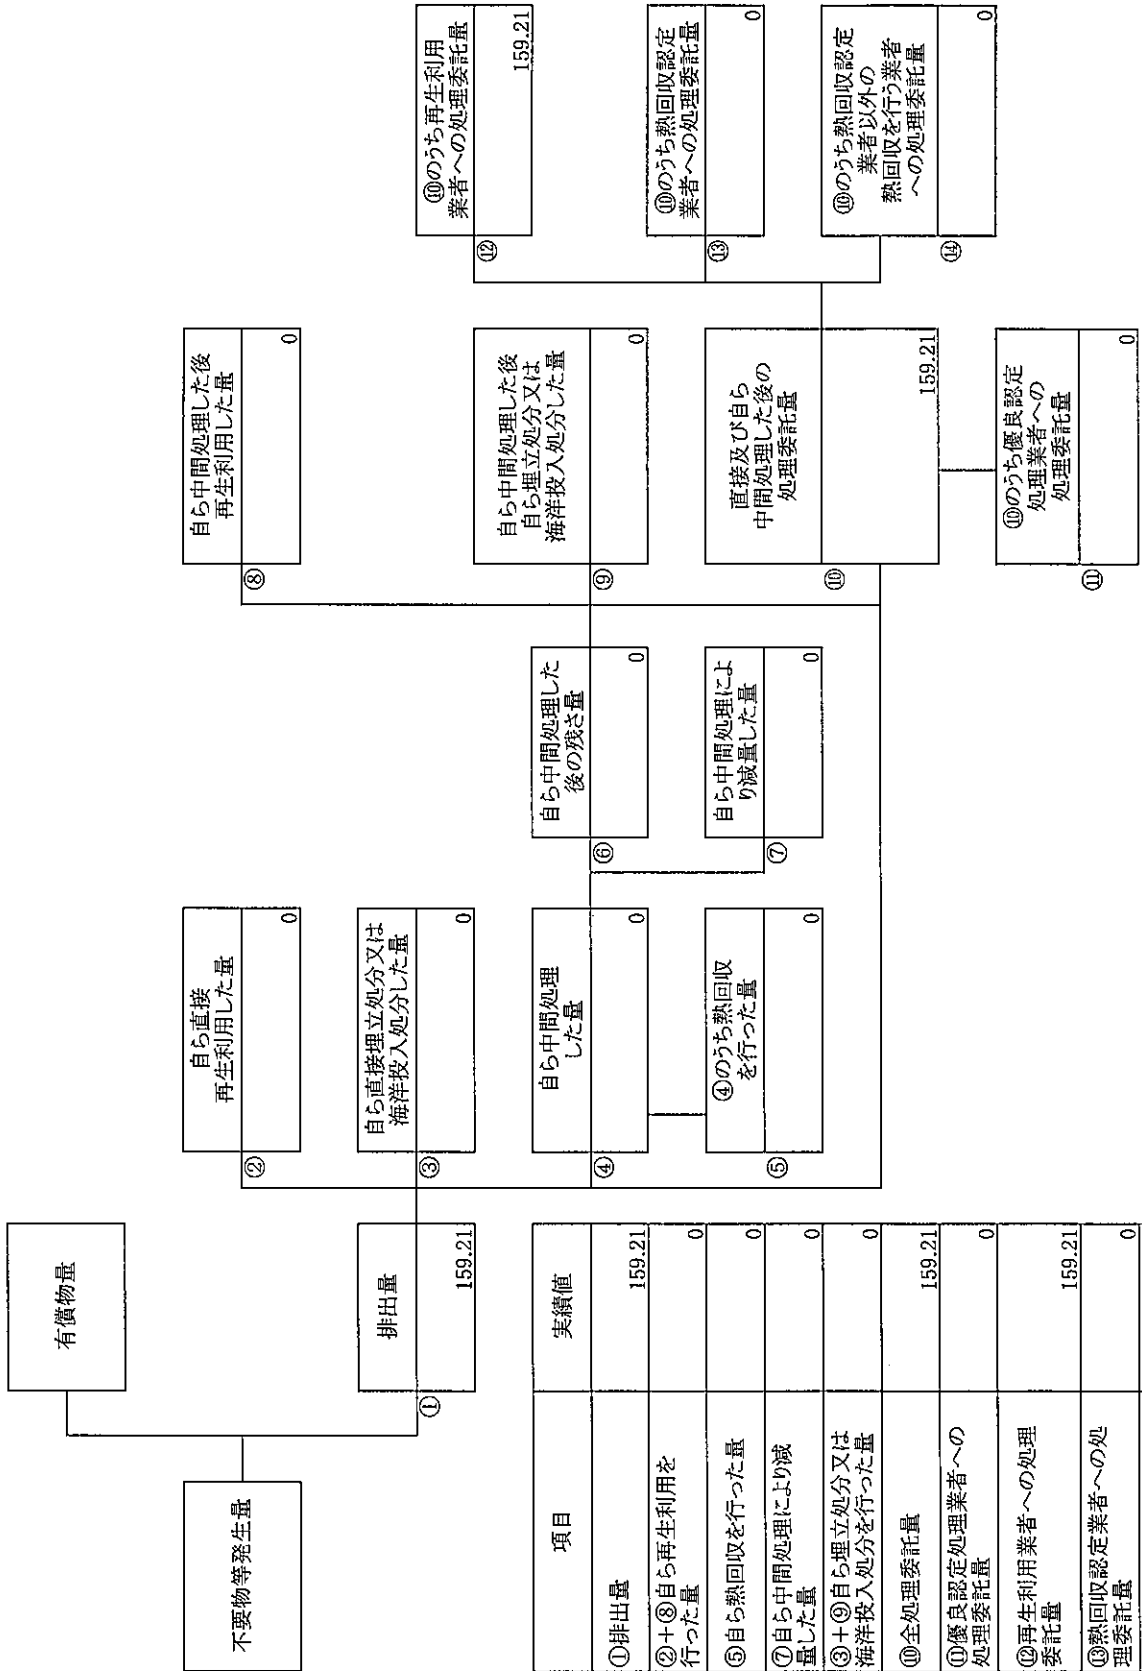 不要物等発生量
有償物量
排出量
①
159.21
自ら直接
再生利用した量
②
0
自ら直接埋立処分又は
海洋投入処分した量
③
0
自ら中間処理
した量
④
0
④のうち熱回収
を行った量
⑤
0
自ら中間処理した
後の残さ量
⑥
0
自ら中間処理によ
り減量した量
⑦
0
自ら中間処理した後
再生利用した量
⑧
0
自ら中間処理した後
自ら埋立処分又は
海洋投入処分した量
⑨
0
直接及び自ら
中間処理した後の
処理委託量
⑩
159.21
⑩のうち優良認定
処理業者への
処理委託量
⑪
0
⑩のうち再生利用
業者への処理委託量
⑫
159.21
⑩のうち熱回収認定
業者への処理委託量
⑬
0
⑩のうち熱回収認定
業者以外の
熱回収を行う業者
への処理委託量
⑭
0
項目
実績値
①排出量
159.21
②+⑧自ら再生利用を
行った量
0
⑤自ら熱回収を行った量
0
⑦自ら中間処理により減
量した量
0
③+⑨自ら埋立処分又は
海洋投入処分を行った量
0
⑩全処理委託量
159.21
⑪優良認定処理業者への
処理委託量
0
⑫再生利用業者への処理
委託量
159.21
⑬熱回収認定業者への処
理委託量
0